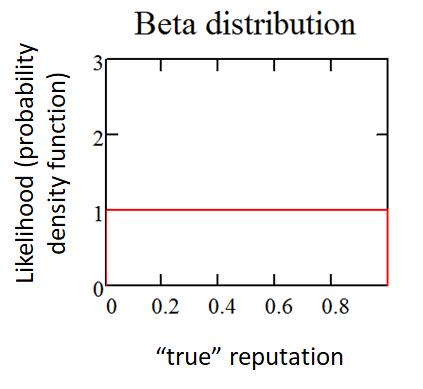 Beta distribution
Likelihood (probability
density function)
3
2
1
0
0 0.2 0.4 0.6 0.8
“true” reputation